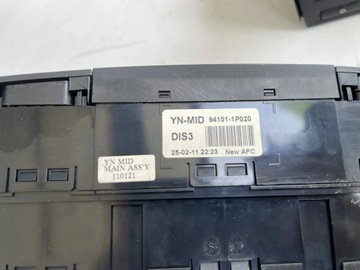 YN-MID 94101-1P020
DIS3
25-02-11 22:23 New AFC
YN MID
MAIN ASS'Y
110121